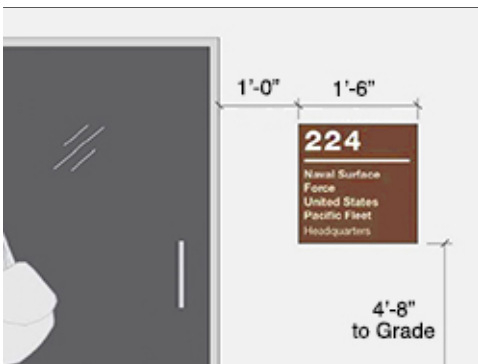 1'-0"
1'-6"
224
Naval Surface
Force
United States
Pacific Fleet
Headquarters
4'-8"
to Grade